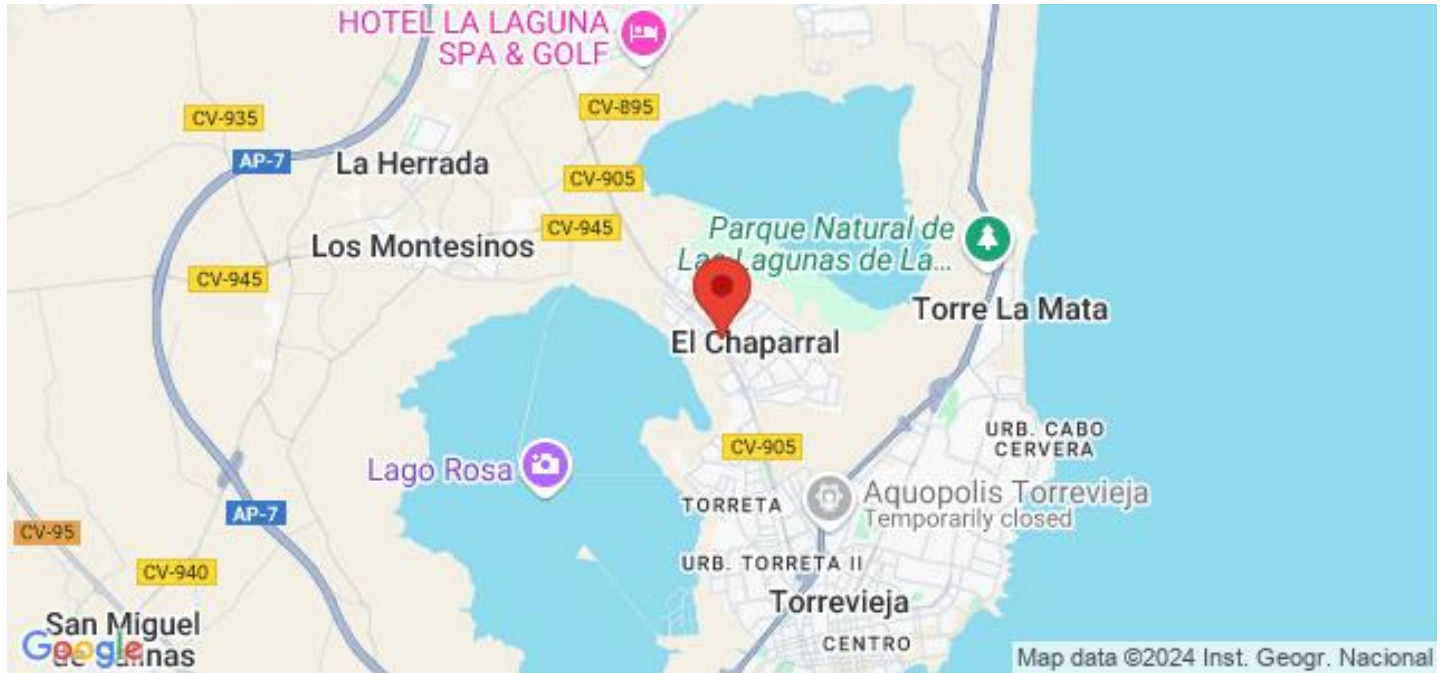 HOTEL LA LAGUNA
SPA & GOLF
CV-895
CV-935
AP-7
La Herrada
CV-905
Parque Natural de
Las Lagunas de La...
CV-945
Los Montesinos
CV-945
Torre La Mata
El Chaparral
URB. CABO
CERVERA
CV-905
Lago Rosa
Aquopolis Torrevieja
Temporarily closed
TORRETA
AP-7
CV-95
URB. TORRETA II
CV-940
Torrevieja
San Miguel
de Salinas
Google
CENTRO
Map data ©2024 Inst. Geogr. Nacional